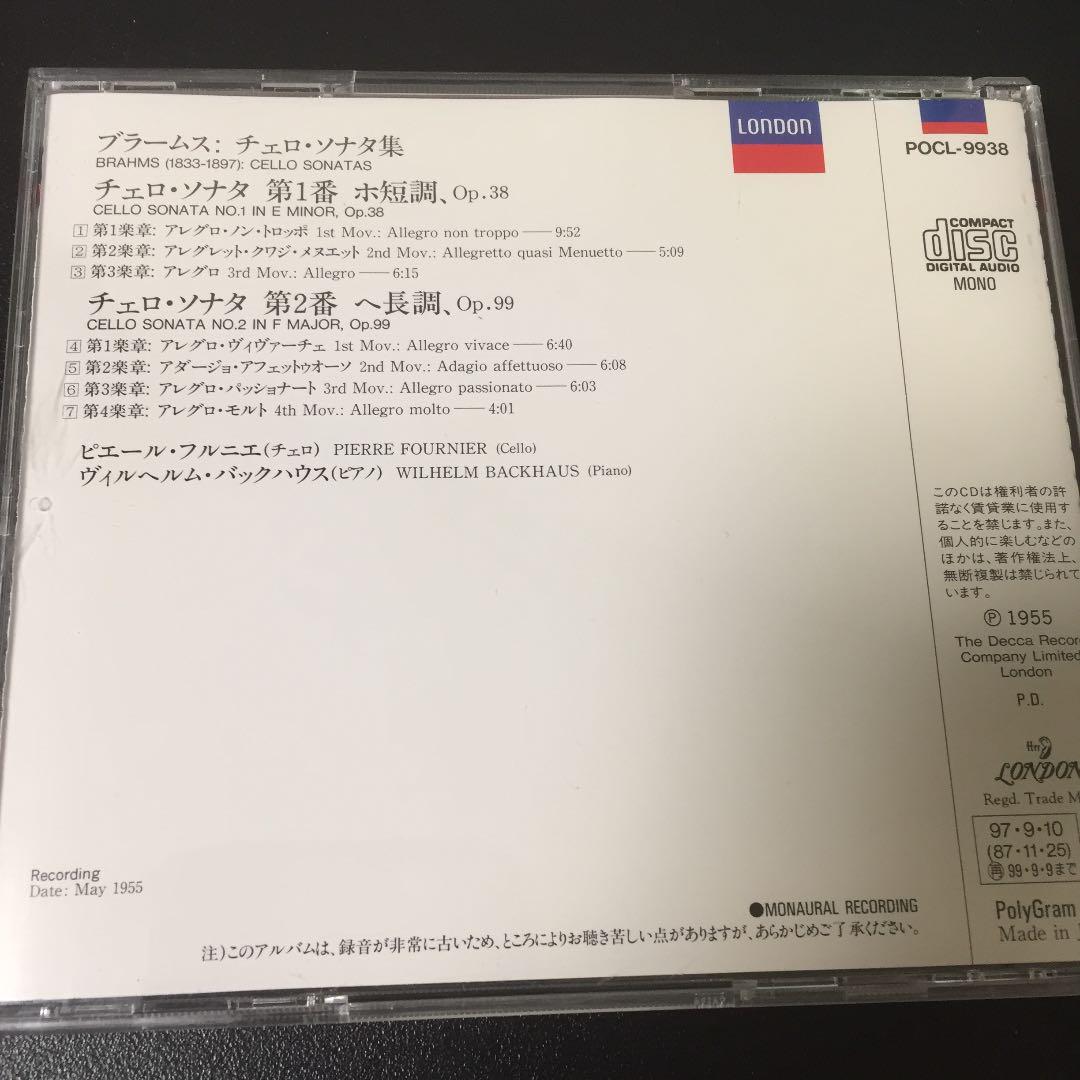 ブラームス: チェロ・ソナタ集
BRAHMS (1833-1897): CELLO SONATAS
チェロ・ソナタ 第1番 ホ短調、Op.38
CELLO SONATA NO.1 IN E MINOR, Op.38
1 第1楽章: アレグロ・ノン・トロッポ 1st Mov.: Allegro non troppo——9:52
2 第2楽章: アレグレット・クワジ・メヌエット 2nd Mov.: Allegretto quasi Menuetto——5:09
3 第3楽章: アレグロ 3rd Mov.: Allegro——6:15
チェロ・ソナタ 第2番 ヘ長調、Op.99
CELLO SONATA NO.2 IN F MAJOR, Op.99
4 第1楽章: アレグロ・ヴィヴァーチェ 1st Mov.: Allegro vivace——6:40
5 第2楽章: アダージョ・アフェットゥオーソ 2nd Mov.: Adagio affettuoso——6:08
6 第3楽章: アレグロ・パッショナート 3rd Mov.: Allegro passionato——6:03
7 第4楽章: アレグロ・モルト 4th Mov.: Allegro molto——4:01
ピエール・フルニエ(チェロ) PIERRE FOURNIER (Cello)
ヴィルヘルム・バックハウス(ピアノ) WILHELM BACKHAUS (Piano)
LONDON
POCL-9938
COMPACT
disc
DIGITAL AUDIO
MONO
このCDは権利者の許
諾なく賃貸業に使用す
ることを禁じます。また、
個人的に楽しむなどの
ほかは、著作権法上、
無断複製は禁じられて
います。
Ⓟ 1955
The Decca Recor
Company Limited
London
P.D.
ffrr
LONDON
Regd. Trade M
97・9・10
(87・11・25)
再 99・9・9まで
PolyGram
Made in
Recording
Date: May 1955
●MONAURAL RECORDING
注)このアルバムは、録音が非常に古いため、ところによりお聴き苦しい点がありますが、あらかじめご了承ください。